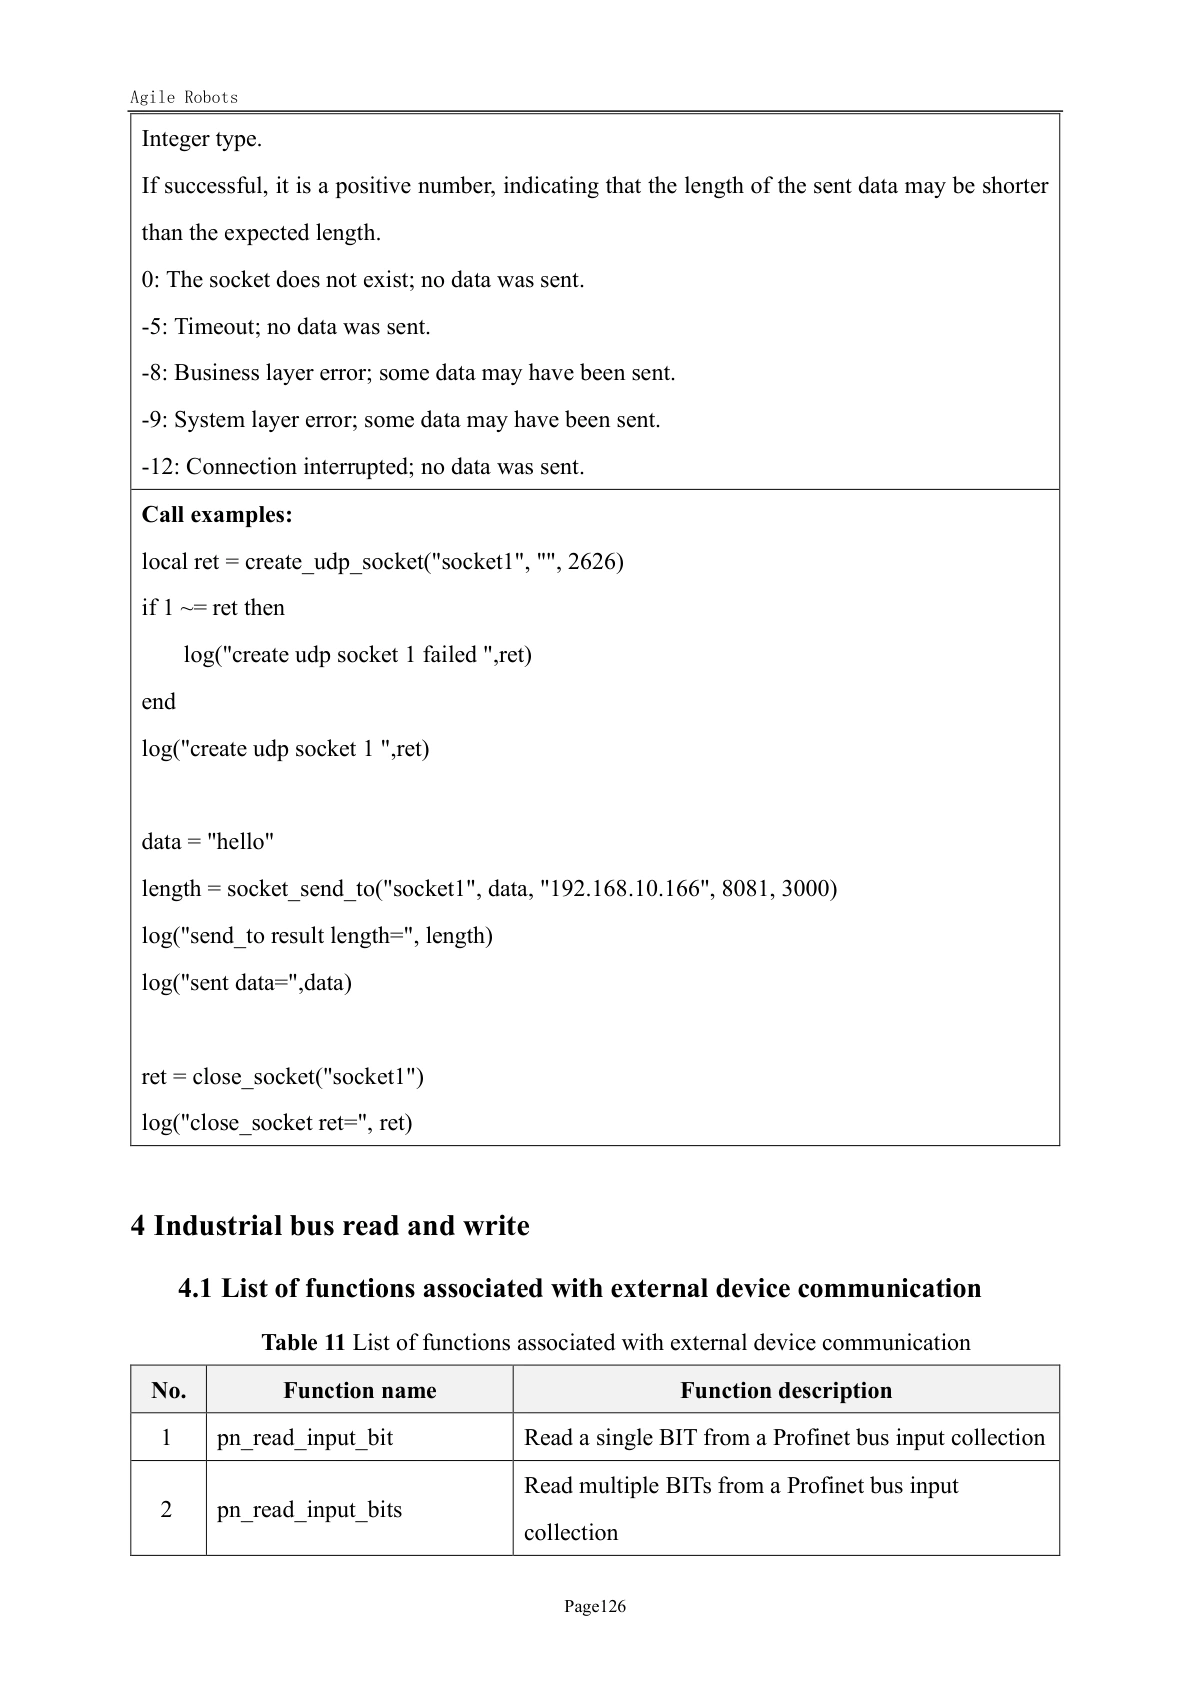 Agile Robots
Integer type.
If successful, it is a positive number, indicating that the length of the sent data may be shorter
than the expected length.
0: The socket does not exist; no data was sent.
-5: Timeout; no data was sent.
-8: Business layer error; some data may have been sent.
-9: System layer error; some data may have been sent.
-12: Connection interrupted; no data was sent.
Call examples:
local ret = create_udp_socket("socket1", "", 2626)
if 1 ~= ret then
log("create udp socket 1 failed ",ret)
end
log("create udp socket 1 ",ret)
data = "hello"
length = socket_send_to("socket1", data, "192.168.10.166", 8081, 3000)
log("send_to result length=", length)
log("sent data=",data)
ret = close_socket("socket1")
log("close_socket ret=", ret)
4 Industrial bus read and write
4.1 List of functions associated with external device communication
Table 11 List of functions associated with external device communication
No. Function name Function description
1 pn_read_input_bit Read a single BIT from a Profinet bus input collection
2 pn_read_input_bits Read multiple BITs from a Profinet bus input
collection
Page126